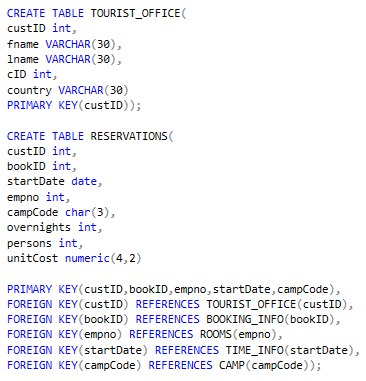 CREATE TABLE TOURIST_OFFICE(
custID int,
fname VARCHAR(30),
lname VARCHAR(30),
cID int,
country VARCHAR(30)
PRIMARY KEY(custID));
CREATE TABLE RESERVATIONS(
custID int,
bookID int,
startDate date,
empno int,
campCode char(3),
overnights int,
persons int,
unitCost numeric(4,2)
PRIMARY KEY(custID,bookID,empno,startDate,campCode),
FOREIGN KEY(custID) REFERENCES TOURIST_OFFICE(custID),
FOREIGN KEY(bookID) REFERENCES BOOKING_INFO(bookID),
FOREIGN KEY(empno) REFERENCES ROOMS(empno),
FOREIGN KEY(startDate) REFERENCES TIME_INFO(startDate),
FOREIGN KEY(campCode) REFERENCES CAMP(campCode));